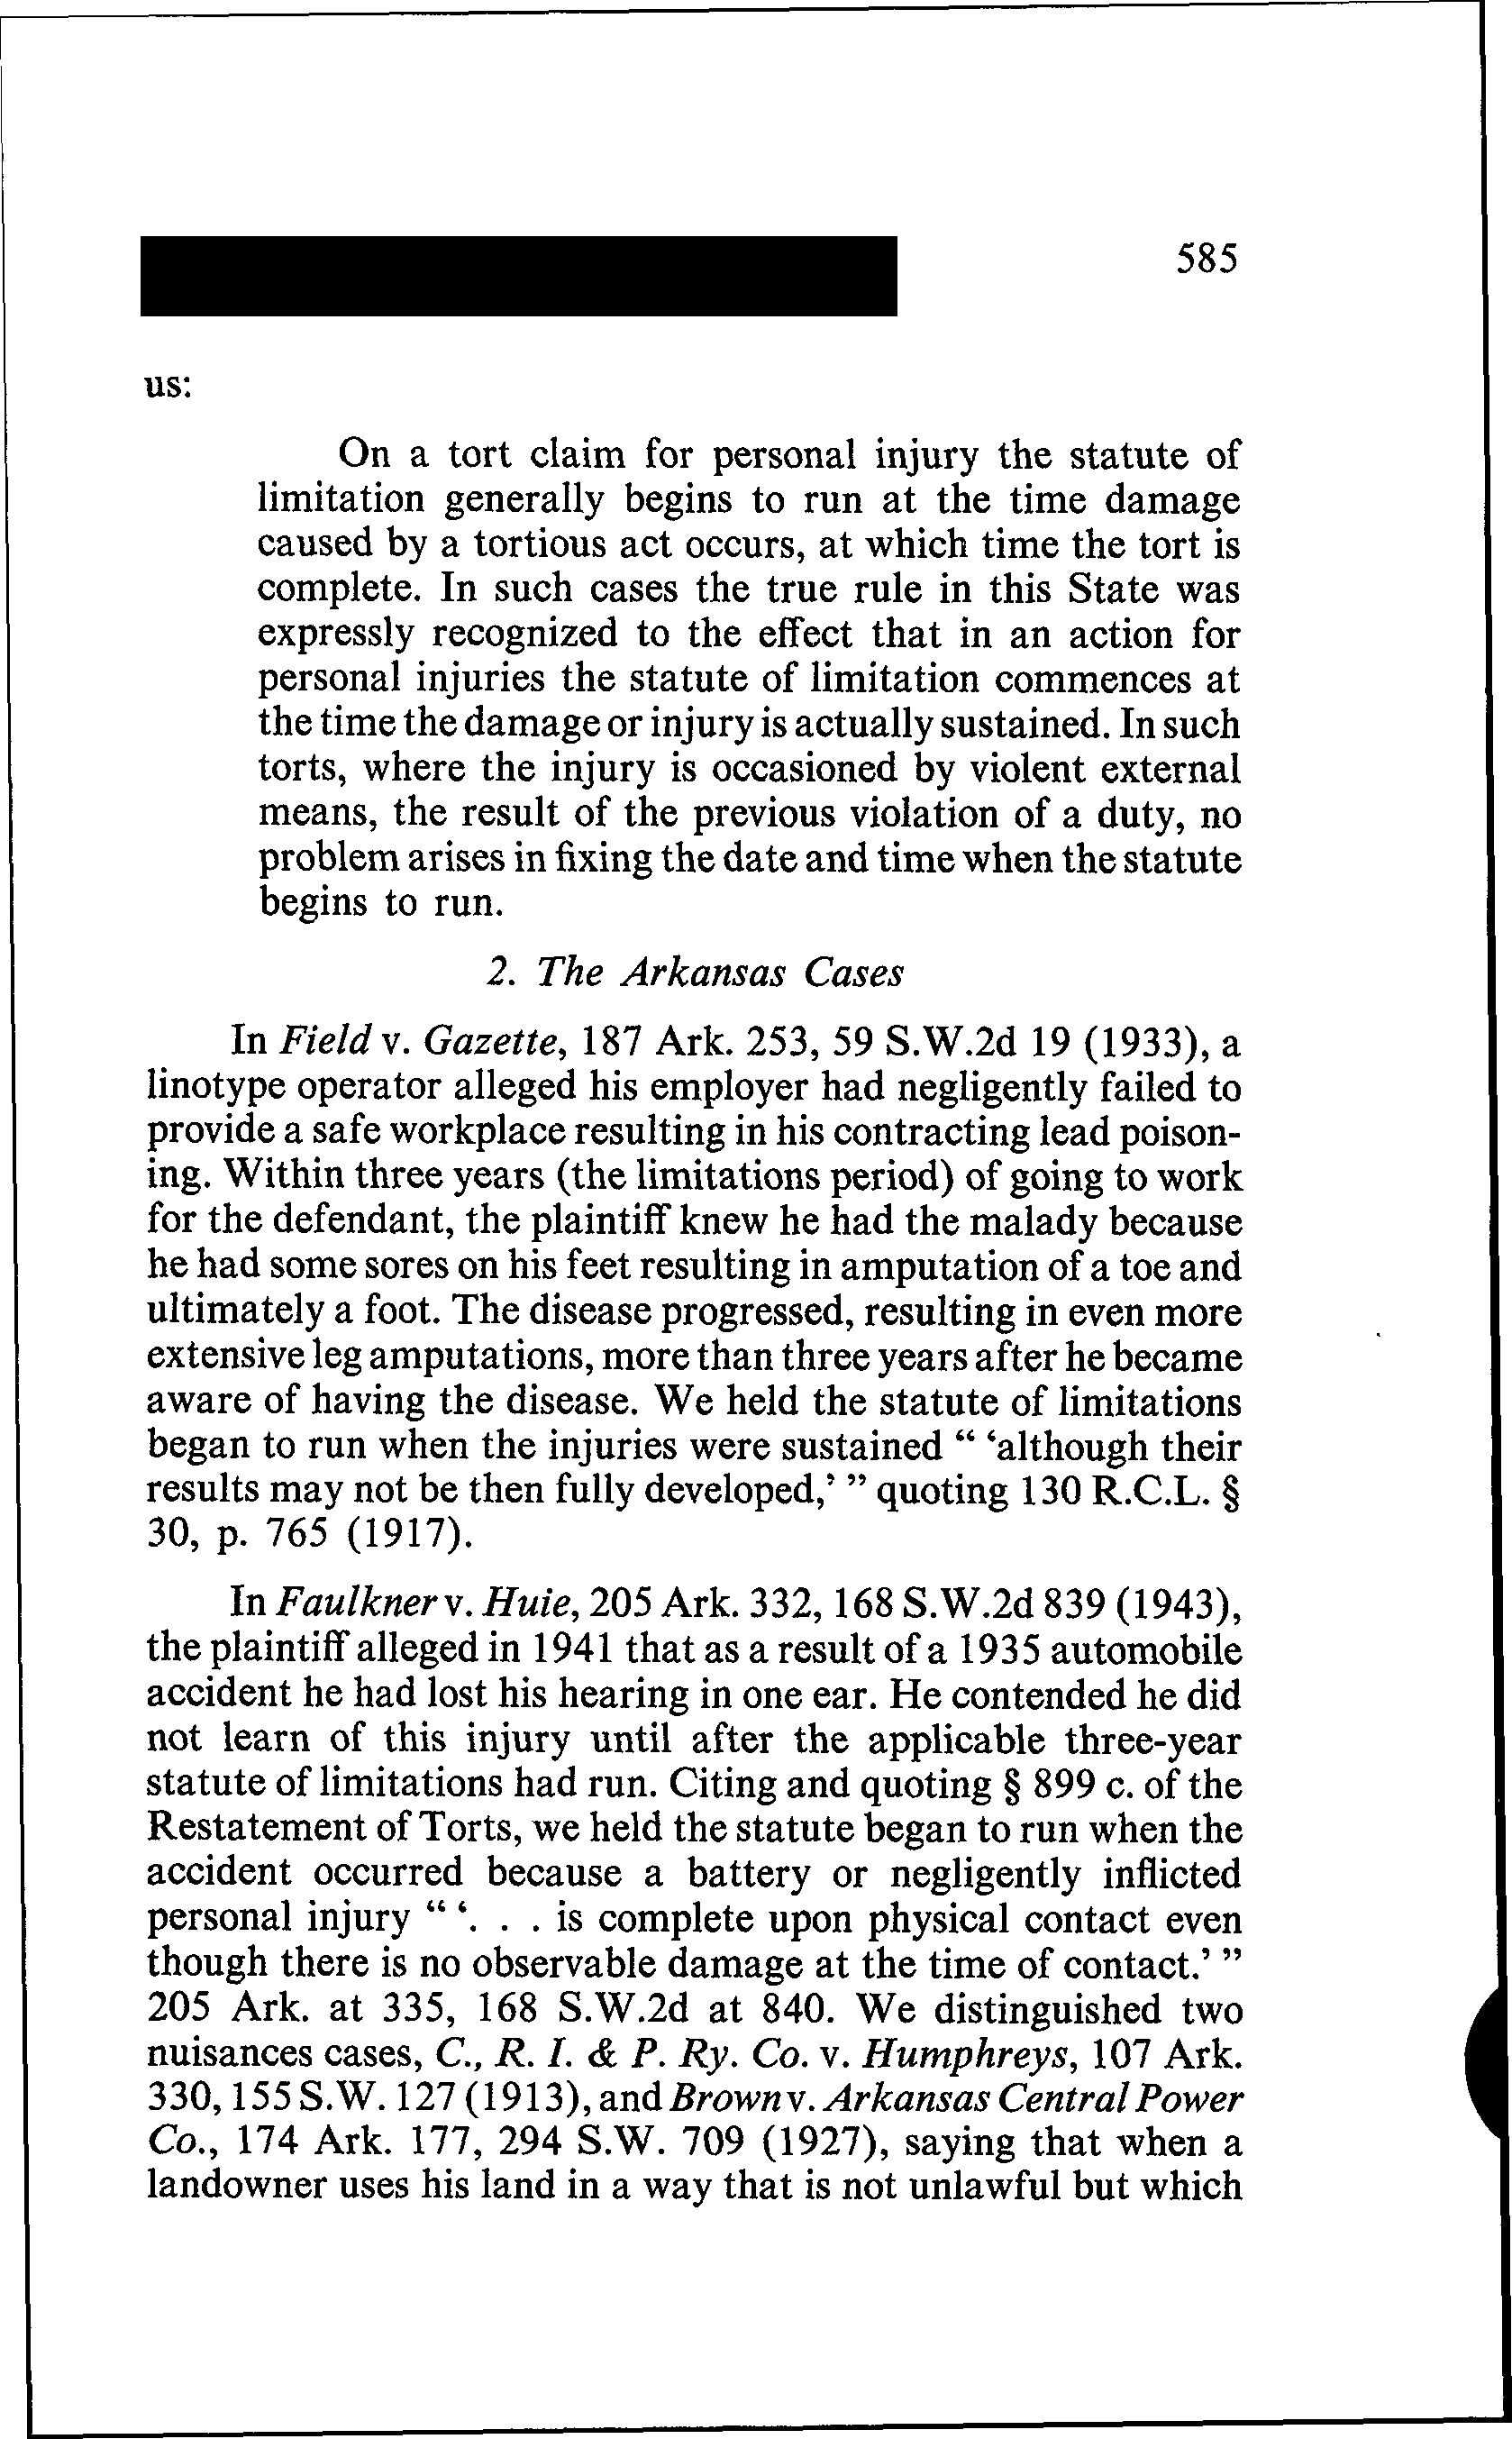 585
us:
On a tort claim for personal injury the statute of
limitation generally begins to run at the time damage
caused by a tortious act occurs, at which time the tort is
complete. In such cases the true rule in this State was
expressly recognized to the effect that in an action for
personal injuries the statute of limitation commences at
the time the damage or injury is actually sustained. In such
torts, where the injury is occasioned by violent external
means, the result of the previous violation of a duty, no
problem arises in fixing the date and time when the statute
begins to run.
2. The Arkansas Cases
In Field v. Gazette, 187 Ark. 253, 59 S.W.2d 19 (1933), a
linotype operator alleged his employer had negligently failed to
provide a safe workplace resulting in his contracting lead poison-
ing. Within three years (the limitations period) of going to work
for the defendant, the plaintiff knew he had the malady because
he had some sores on his feet resulting in amputation of a toe and
ultimately a foot. The disease progressed, resulting in even more
extensive leg amputations, more than three years after he became
aware of having the disease. We held the statute of limitations
began to run when the injuries were sustained “ ‘although their
results may not be then fully developed,’ ” quoting 130 R.C.L. §
30, p. 765 (1917).
In Faulkner v. Huie, 205 Ark. 332, 168 S.W.2d 839 (1943),
the plaintiff alleged in 1941 that as a result of a 1935 automobile
accident he had lost his hearing in one ear. He contended he did
not learn of this injury until after the applicable three-year
statute of limitations had run. Citing and quoting § 899 c. of the
Restatement of Torts, we held the statute began to run when the
accident occurred because a battery or negligently inflicted
personal injury “ ‘. . . is complete upon physical contact even
though there is no observable damage at the time of contact.’ ”
205 Ark. at 335, 168 S.W.2d at 840. We distinguished two
nuisances cases, C., R. I. & P. Ry. Co. v. Humphreys, 107 Ark.
330, 155 S.W. 127 (1913), and Brown v. Arkansas Central Power
Co., 174 Ark. 177, 294 S.W. 709 (1927), saying that when a
landowner uses his land in a way that is not unlawful but which